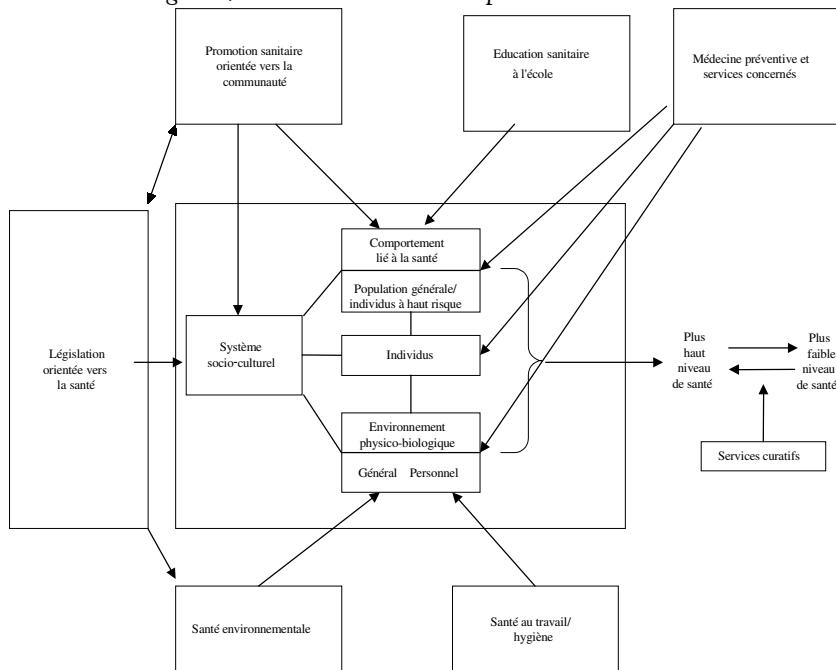 Promotion sanitaire
orientée vers la
communauté
Education sanitaire
à l'école
Médecine préventive et
services concernés
Comportement
lié à la santé
Population générale/
individus à haut risque
Système
socio-culturel
Individus
Législation
orientée vers
la santé
Environnement
physico-biologique
Général Personnel
Plus
haut
niveau
de santé
Plus
faible
niveau
de santé
Services curatifs
Santé environnementale
Santé au travail/
hygiène